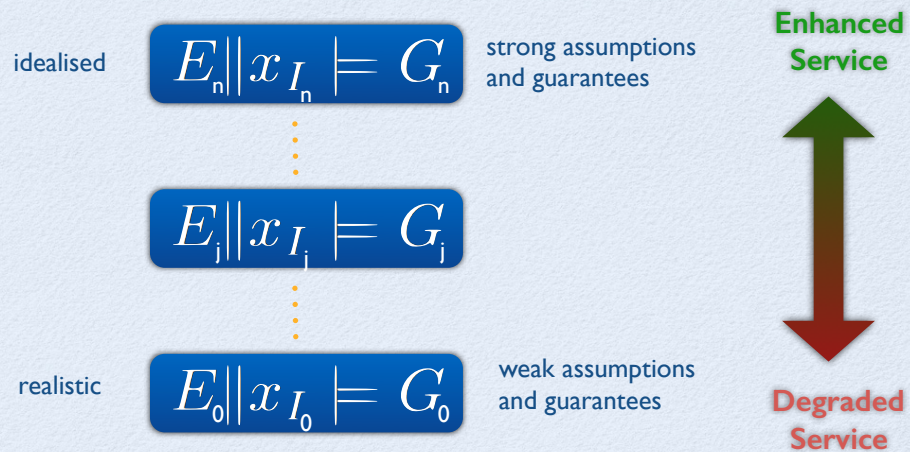 idealised
E_n||x_{I_n} ⊨ G_n
strong assumptions
and guarantees
Enhanced
Service
E_j||x_{I_j} ⊨ G_j
realistic
E_0||x_{I_0} ⊨ G_0
weak assumptions
and guarantees
Degraded
Service